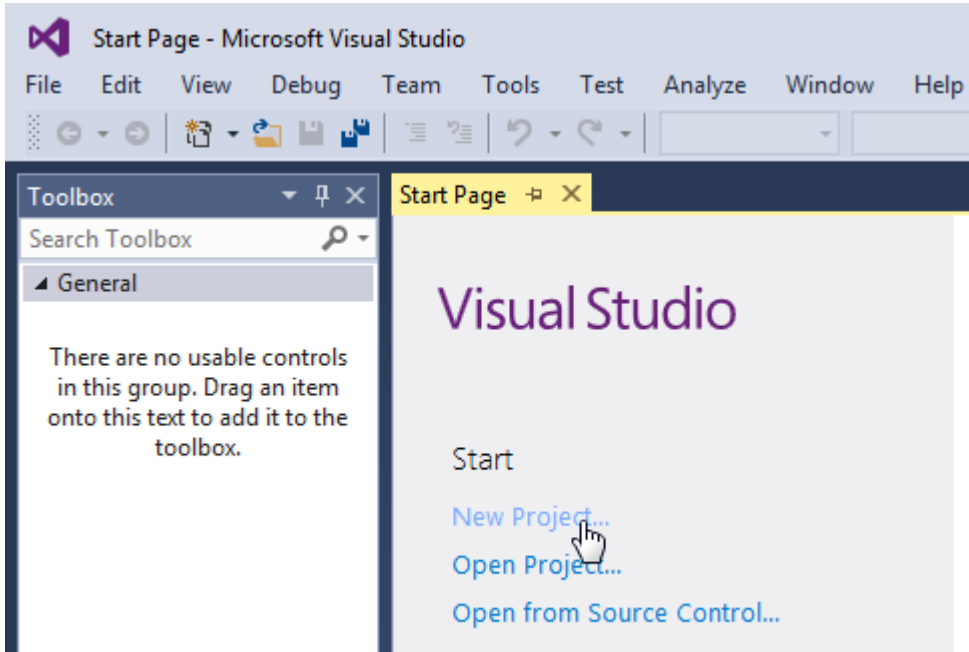 Start Page - Microsoft Visual Studio
File Edit View Debug Team Tools Test Analyze Window Help
Toolbox
Start Page
Search Toolbox
General
Visual Studio
There are no usable controls
in this group. Drag an item
onto this text to add it to the
toolbox.
Start
New Project...
Open Project...
Open from Source Control...